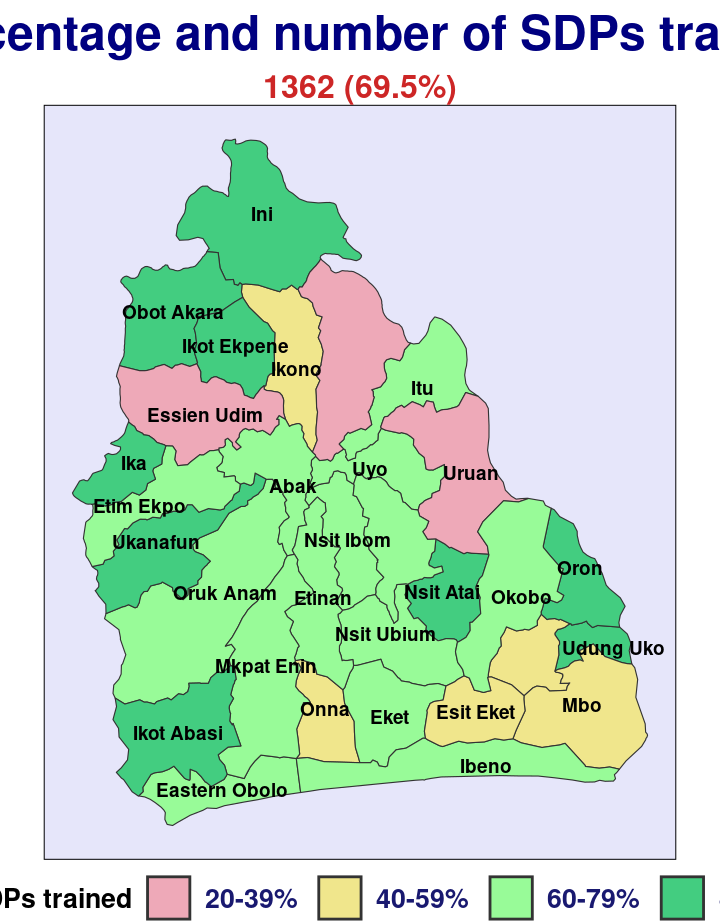 centage and number of SDPs tra
1362 (69.5%)
Ini
Obot Akara
Ikot Ekpene
Ikono
Itu
Essien Udim
Ika
Uyo
Uruan
Abak
Etim Ekpo
Ukanafun
Nsit Ibom
Oron
Oruk Anam
Etinan
Nsit Atai
Okobo
Nsit Ubium
Udung Uko
Mkpat Enin
Onna
Eket
Esit Eket
Mbo
Ikot Abasi
Ibeno
Eastern Obolo
DPs trained 20-39% 40-59% 60-79%